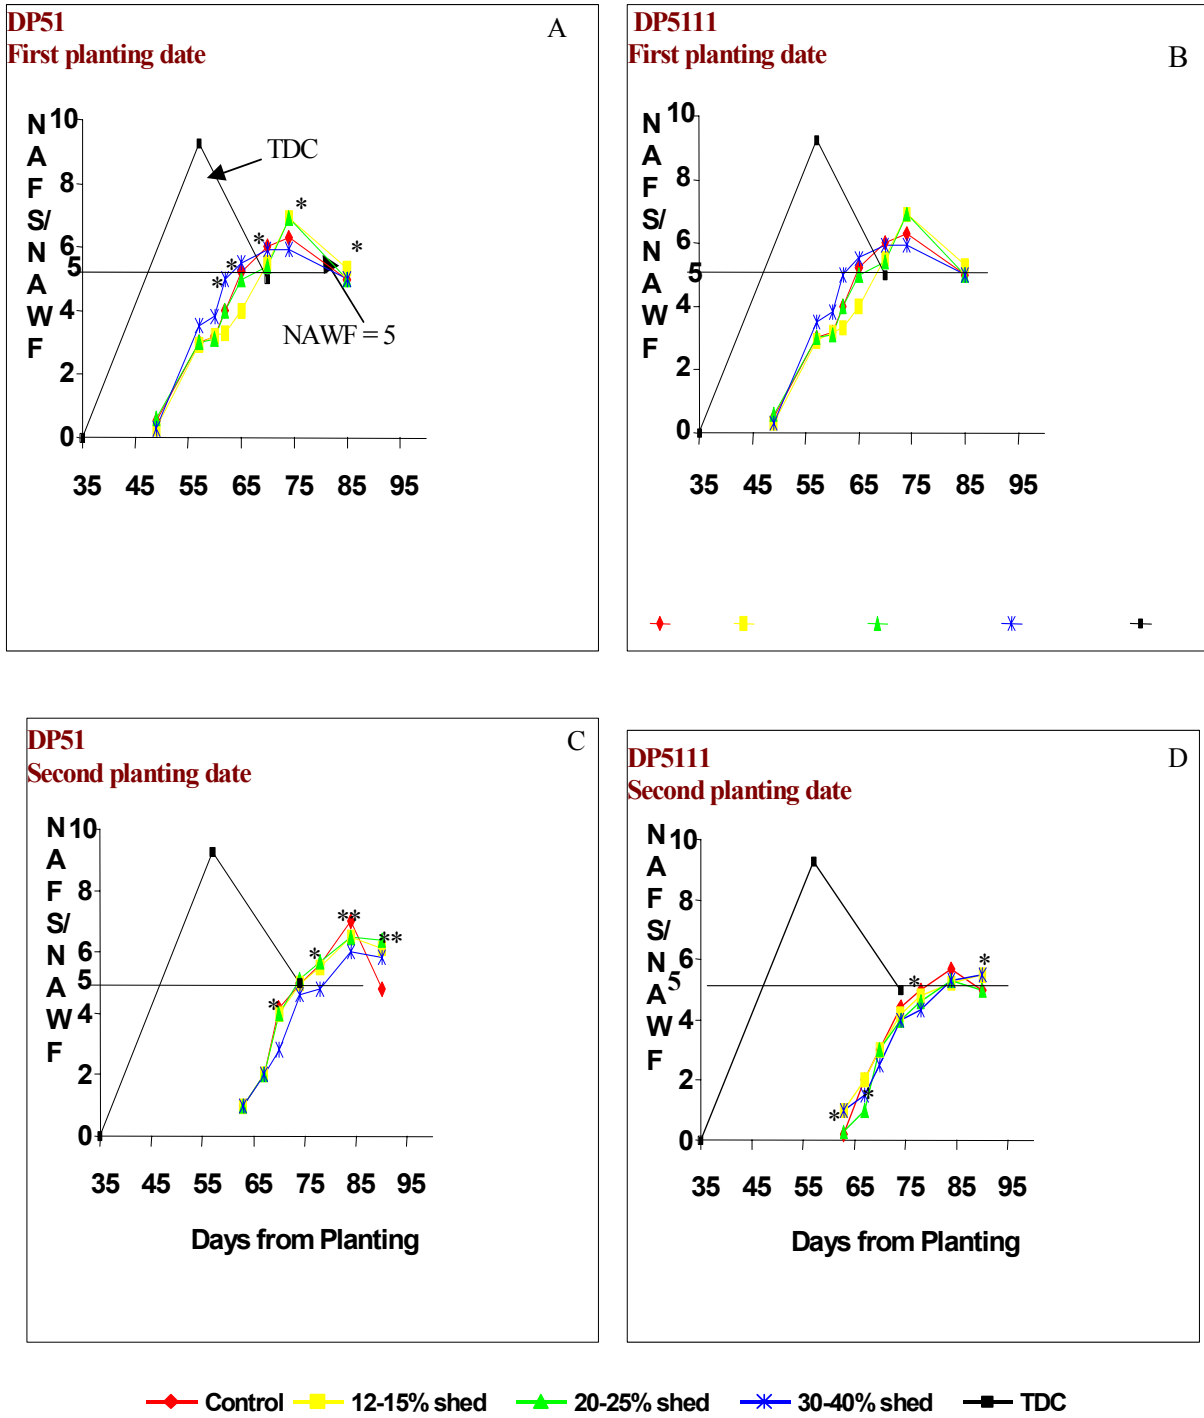 DP51
First planting date
A
N
A
F
S/
N
A
W
F
10
8
6
5
4
2
0
TDC
*
*
*
*
*
*
NAWF = 5
35 45 55 65 75 85 95
DP5111
First planting date
B
N
A
F
S/
N
A
W
F
10
8
6
5
4
2
0
35 45 55 65 75 85 95
DP51
Second planting date
C
N
A
F
S/
N
A
W
F
10
8
6
5
4
2
0
**
**
*
*
35 45 55 65 75 85 95
Days from Planting
DP5111
Second planting date
D
N
A
F
S/
N
A
W
F
10
8
6
5
4
2
0
*
*
*
*
35 45 55 65 75 85 95
Days from Planting
Control 12-15% shed 20-25% shed 30-40% shed TDC